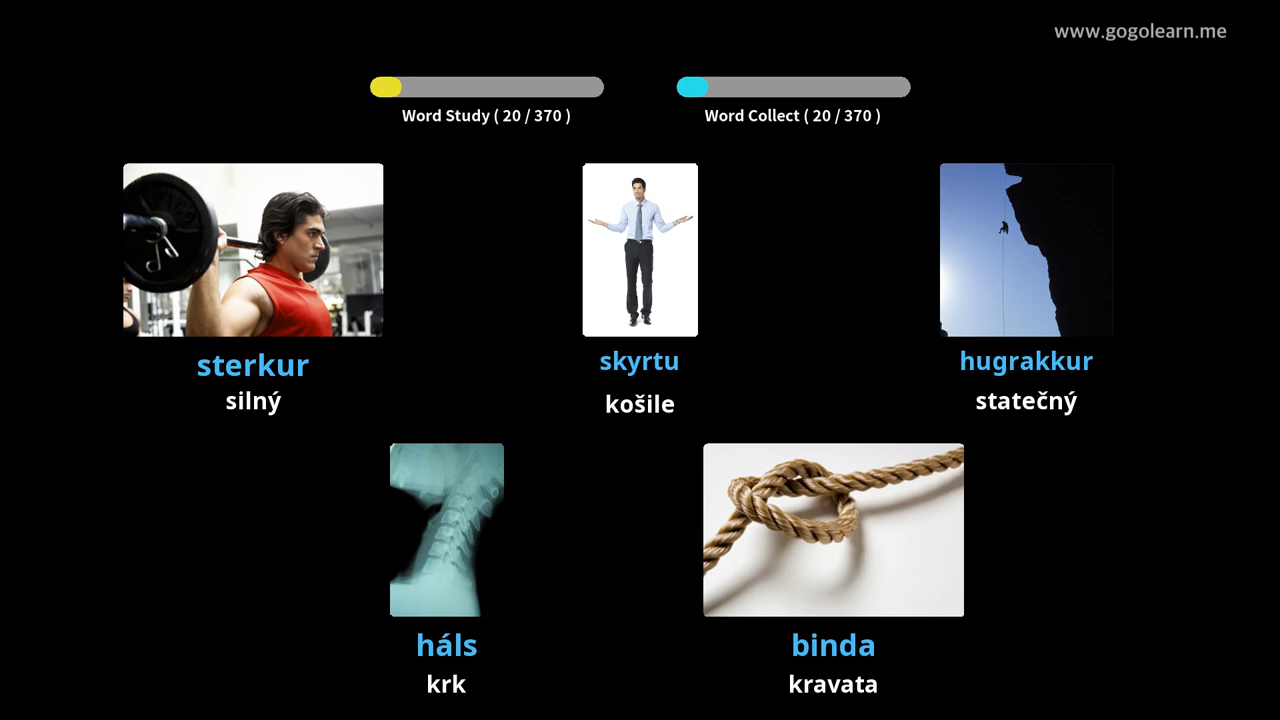 www.gogolearn.me
Word Study ( 20 / 370 )
Word Collect ( 20 / 370 )
sterkur
silný
skyrtu
košile
hugrakkur
statečný
háls
krk
binda
kravata